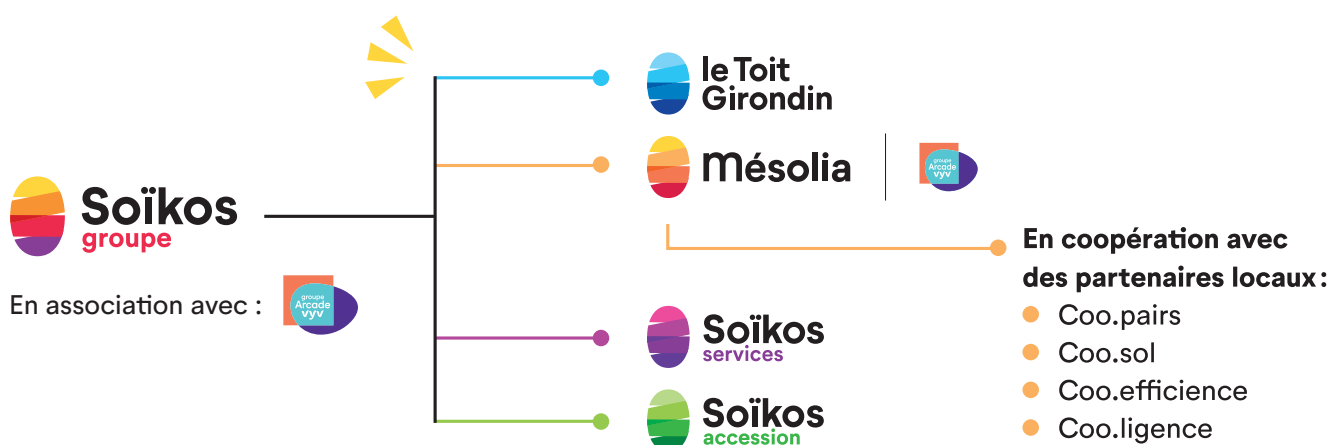 Soïkos
groupe
En association avec :
groupe
Arcade
vyv
le Toit
Girondin
mésolia
groupe
Arcade
vyv
En coopération avec
des partenaires locaux :
Coo.pairs
Coo.sol
Coo.efficience
Coo.ligence
Soïkos
services
Soïkos
accession